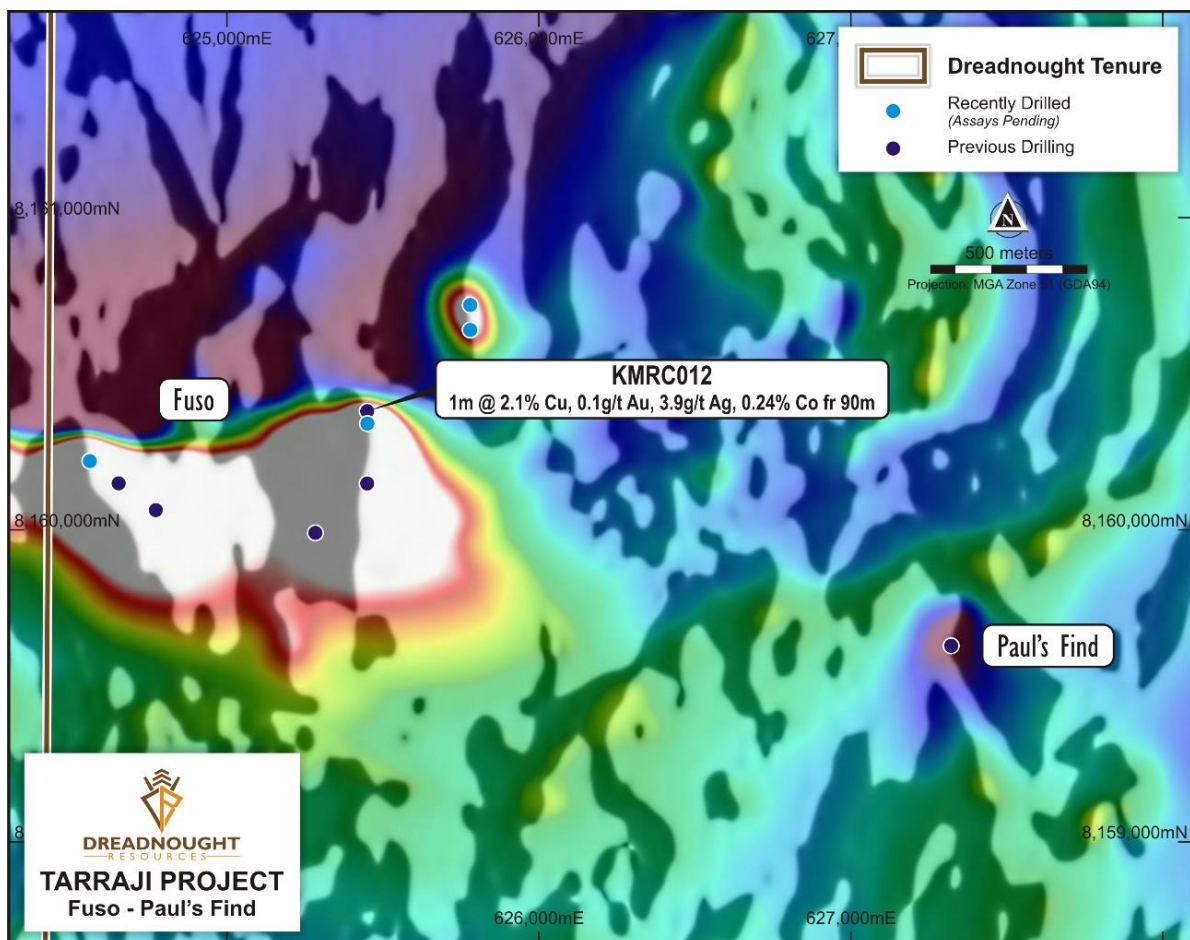 625,000mE
626,000mE
627,
Dreadnought Tenure
Recently Drilled
(Assays Pending)
Previous Drilling
8,161,000mN
N
500 meters
Projection: MGA Zone 51 (GDA94)
KMRC012
1m @ 2.1% Cu, 0.1g/t Au, 3.9g/t Ag, 0.24% Co fr 90m
Fuso
8,160,000mN
8,160,000mN
Paul's Find
8,159,000mN
DREADNOUGHT
RESOURCES
TARRAJI PROJECT
Fuso - Paul's Find
626,000mE
627,000mE